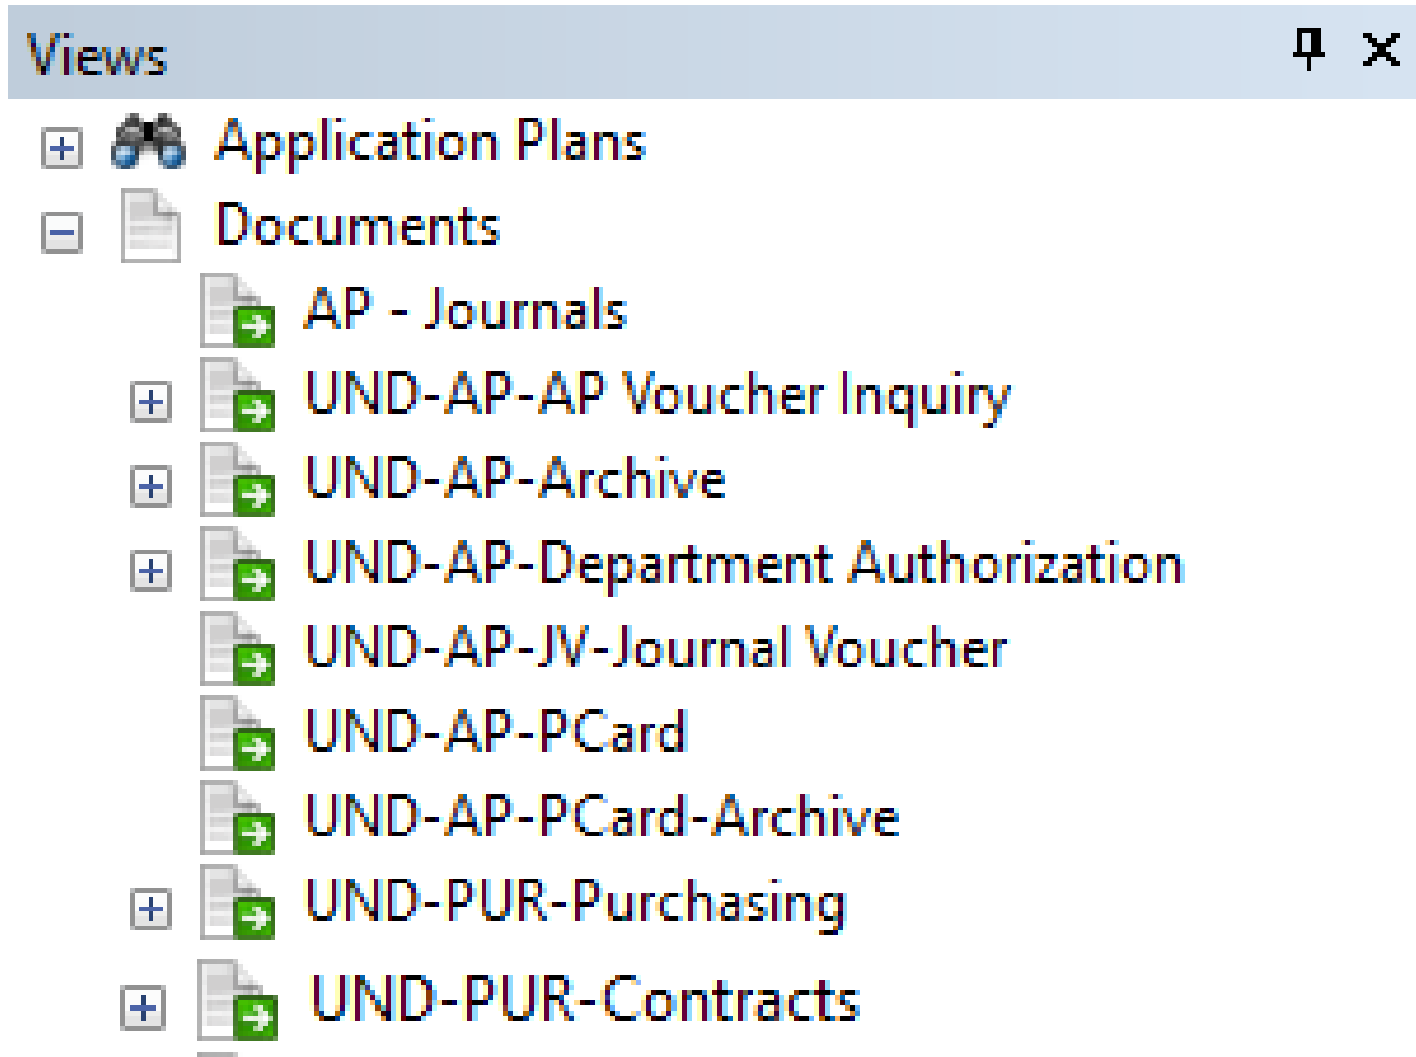 Views
Application Plans
Documents
AP - Journals
UND-AP-AP Voucher Inquiry
UND-AP-Archive
UND-AP-Department Authorization
UND-AP-JV-Journal Voucher
UND-AP-PCard
UND-AP-PCard-Archive
UND-PUR-Purchasing
UND-PUR-Contracts